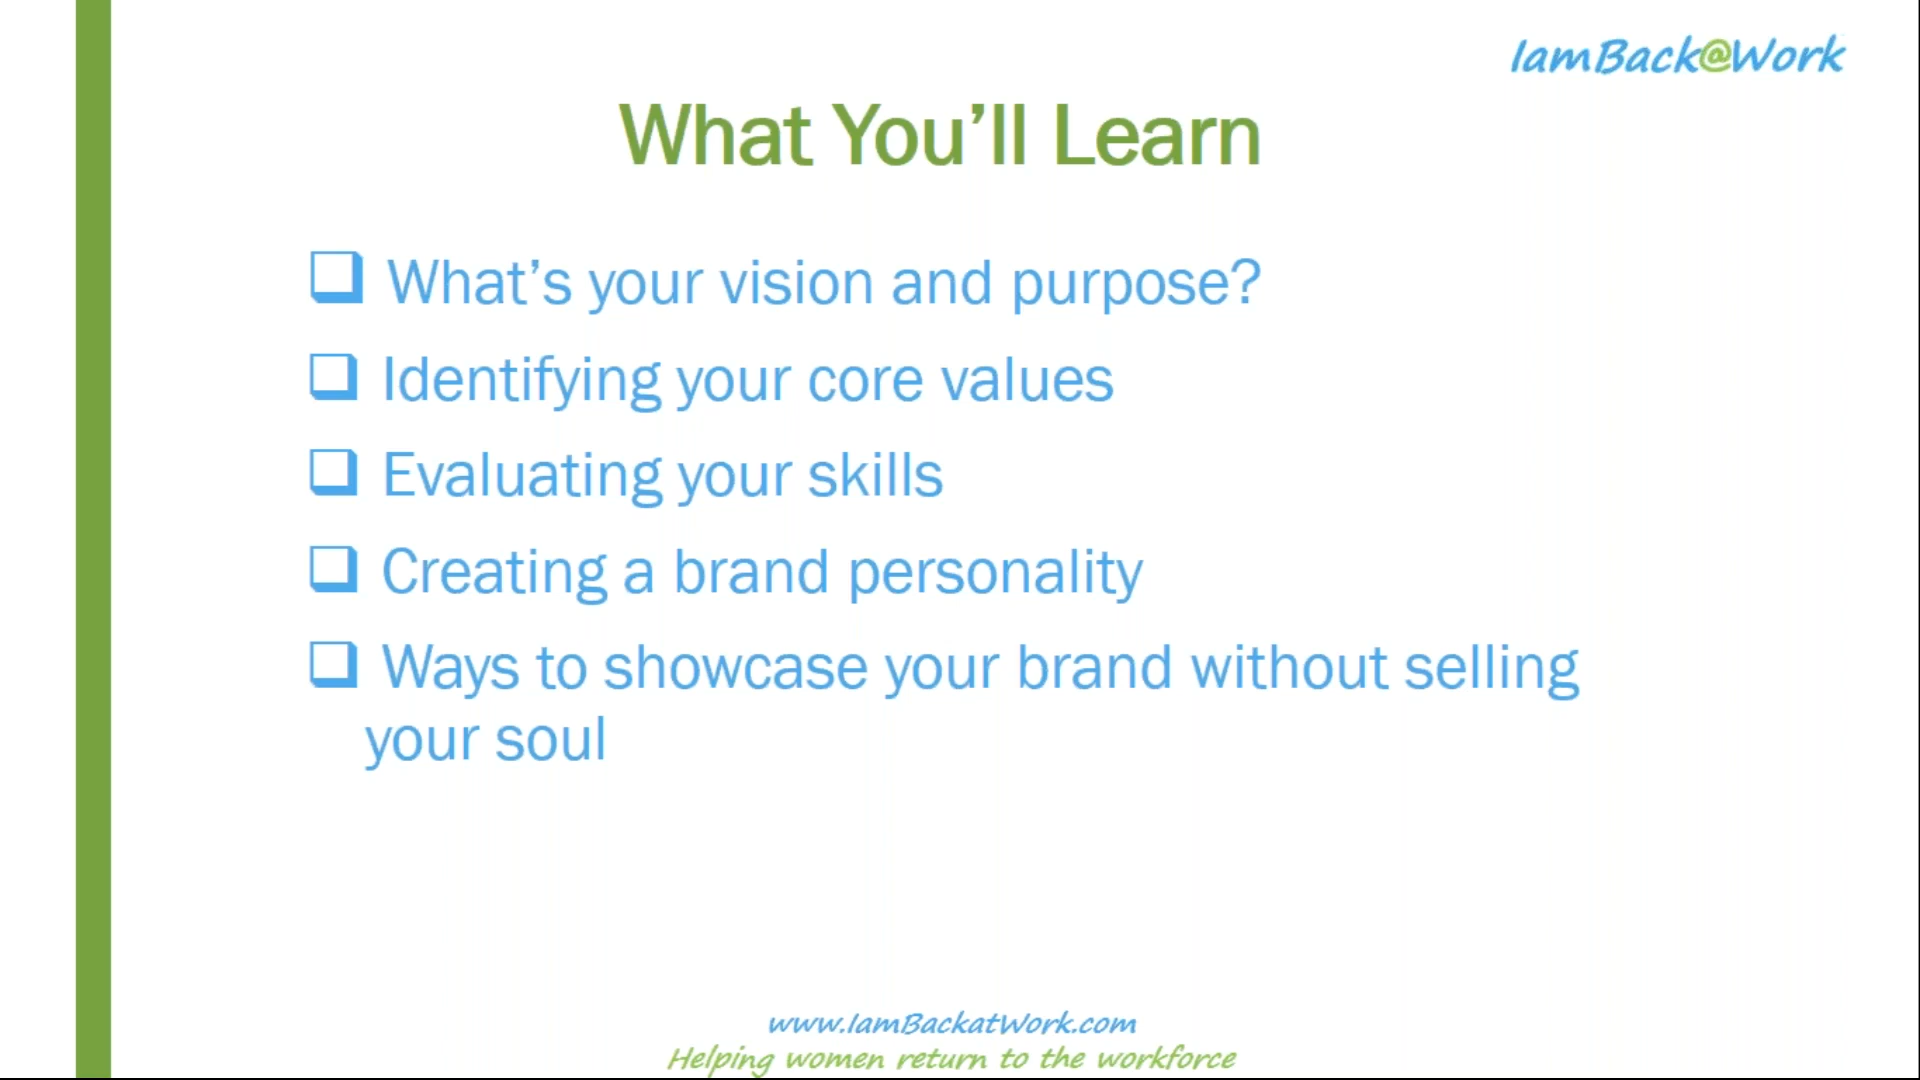 IamBack@Work
What You’ll Learn
What’s your vision and purpose?
Identifying your core values
Evaluating your skills
Creating a brand personality
Ways to showcase your brand without selling
your soul
www.IamBackatWork.com
Helping women return to the workforce